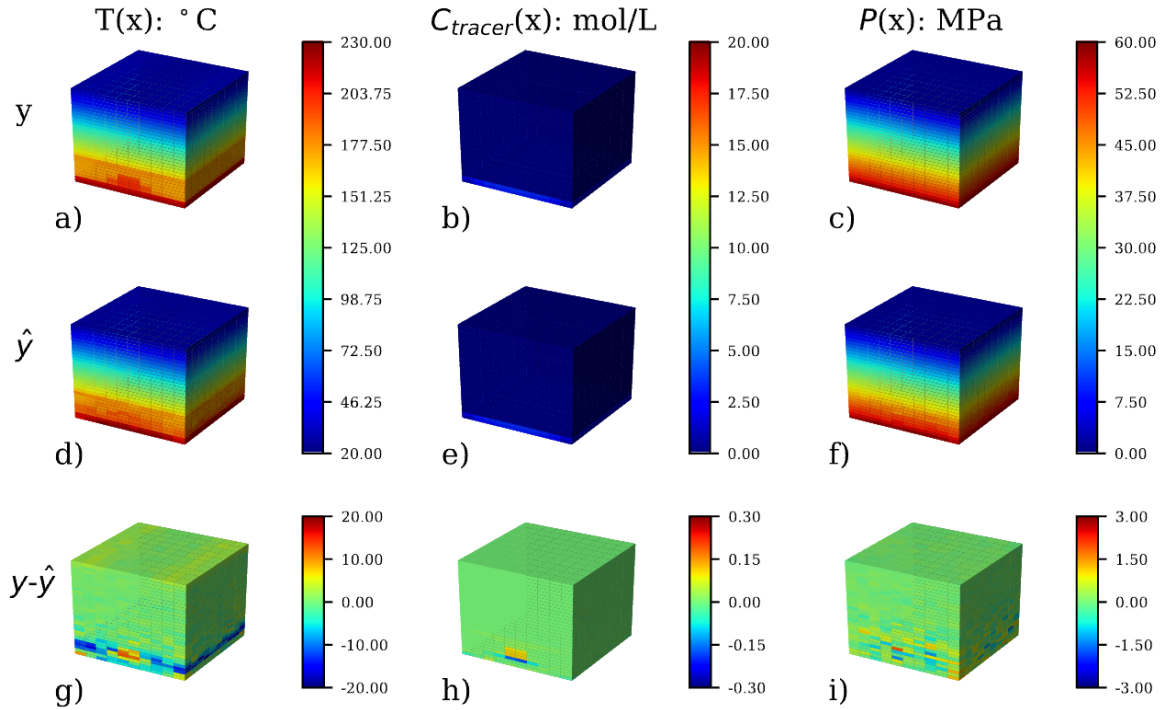 T(x): °C
C_tracer(x): mol/L
P(x): MPa
y
230.00
203.75
177.50
151.25
125.00
98.75
72.50
46.25
20.00
20.00
17.50
15.00
12.50
10.00
7.50
5.00
2.50
0.00
60.00
52.50
45.00
37.50
30.00
22.50
15.00
7.50
0.00
a)
b)
c)
ŷ
d)
e)
f)
y-ŷ
20.00
10.00
0.00
-10.00
-20.00
0.30
0.15
0.00
-0.15
-0.30
3.00
1.50
0.00
-1.50
-3.00
g)
h)
i)